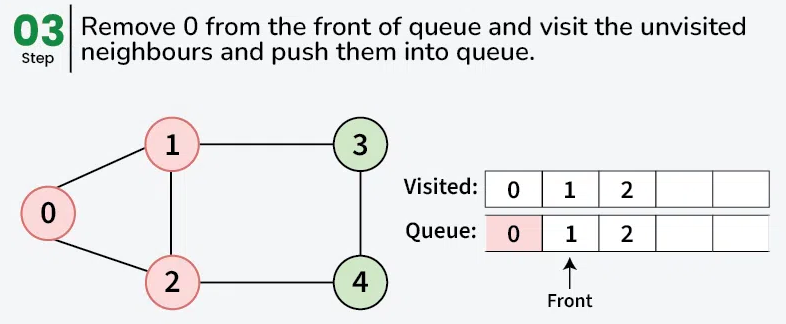 03
Step
Remove 0 from the front of queue and visit the unvisited
neighbours and push them into queue.
1
3
0
2
4
Visited: 0 1 2
Queue: 0 1 2
Front